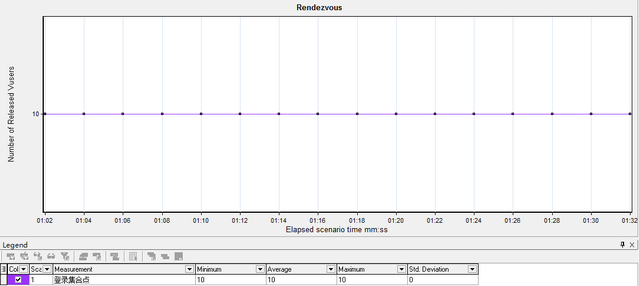 Rendezvous
Number of Released Vusers
10
01:02 01:04 01:06 01:08 01:10 01:12 01:14 01:16 01:18 01:20 01:22 01:24 01:26 01:28 01:30 01:32
Elapsed scenario time mm:ss
Legend
Col Sca Measurement Minimum Average Maximum Std. Deviation
1 登录集合点 10 10 10 0